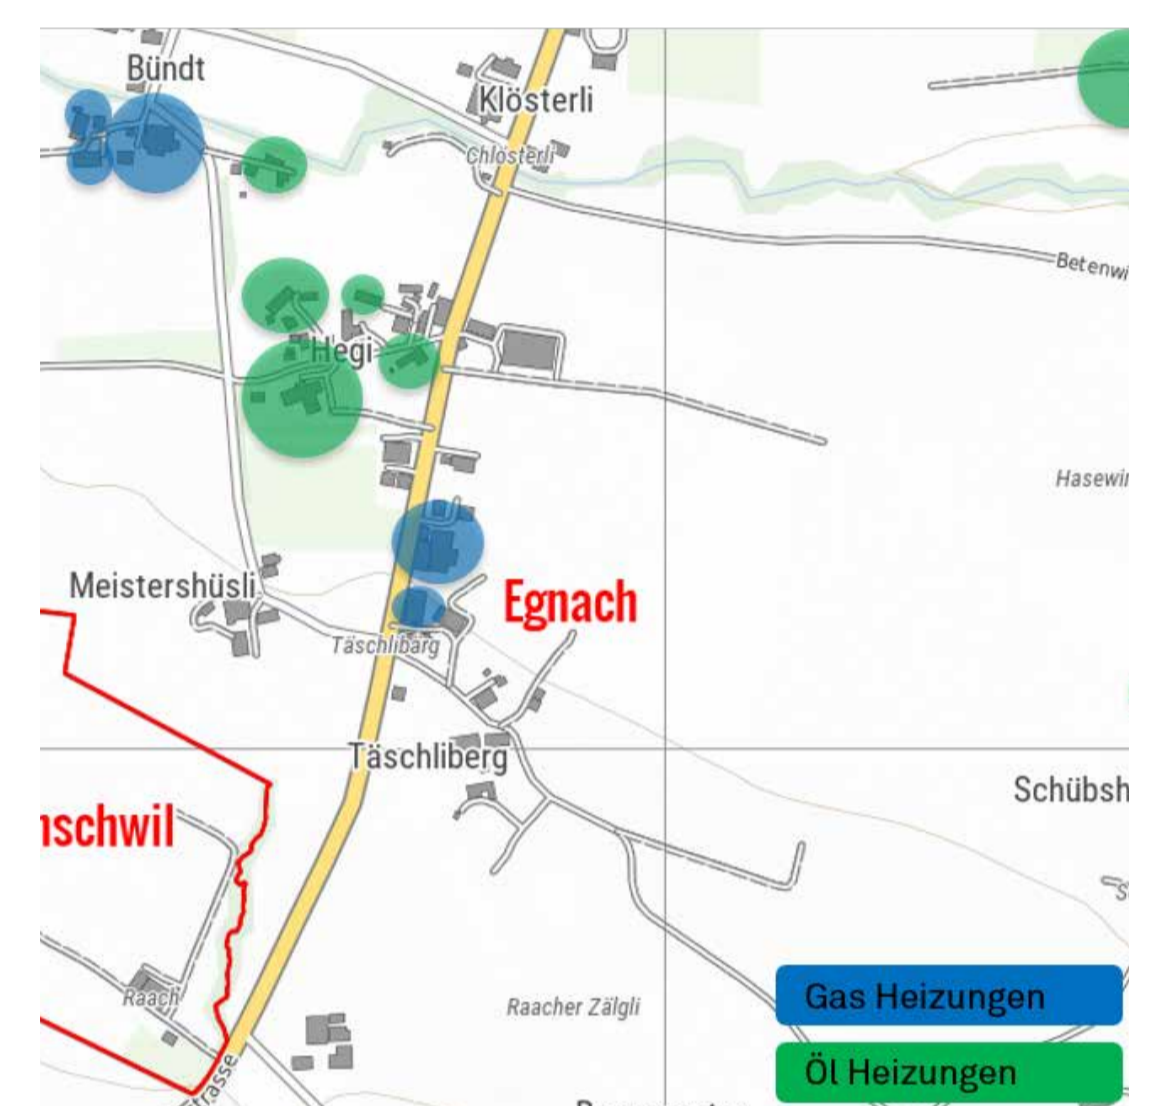 Bündt
Klösterli
Chlösterli
Betenwi
Hegi
Hasewi
Meistershüsli
Egnach
Täschlibärg
Täschliberg
Schübsh
nschwil
Raach
Raacher Zälgli
Gas Heizungen
Öl Heizungen
strasse